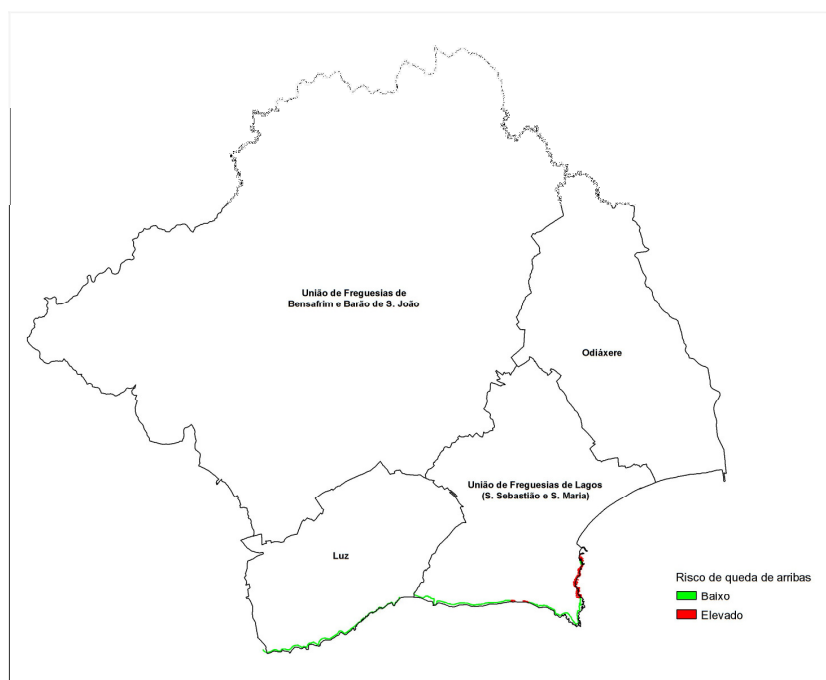 União de Freguesias de
Bensafrim e Barão de S. João
Odiáxere
União de Freguesias de Lagos
(S. Sebastião e S. Maria)
Luz
Risco de queda de arribas
Baixo
Elevado